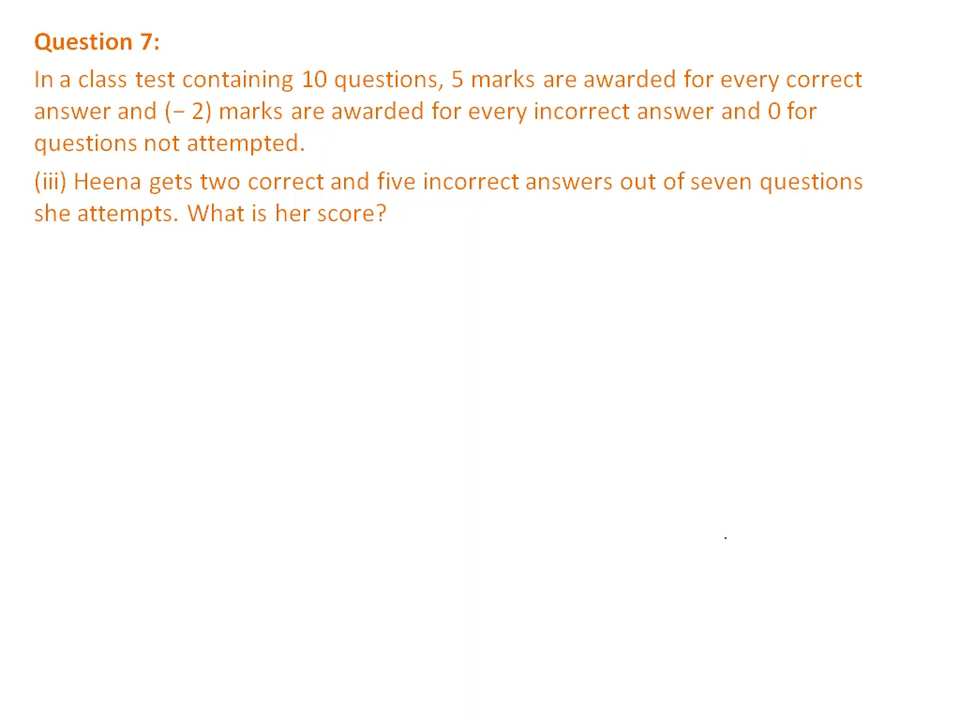 Question 7:
In a class test containing 10 questions, 5 marks are awarded for every correct
answer and (− 2) marks are awarded for every incorrect answer and 0 for
questions not attempted.
(iii) Heena gets two correct and five incorrect answers out of seven questions
she attempts. What is her score?